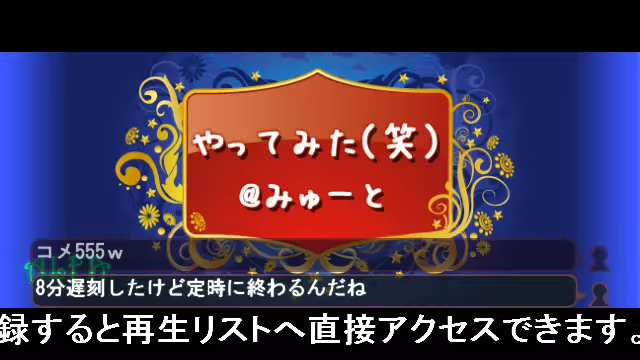 やってみた(笑)
@みゅーと
コメ555w
8分遅刻したけど定時に終わるんだね
録すると再生リストへ直接アクセスできます。